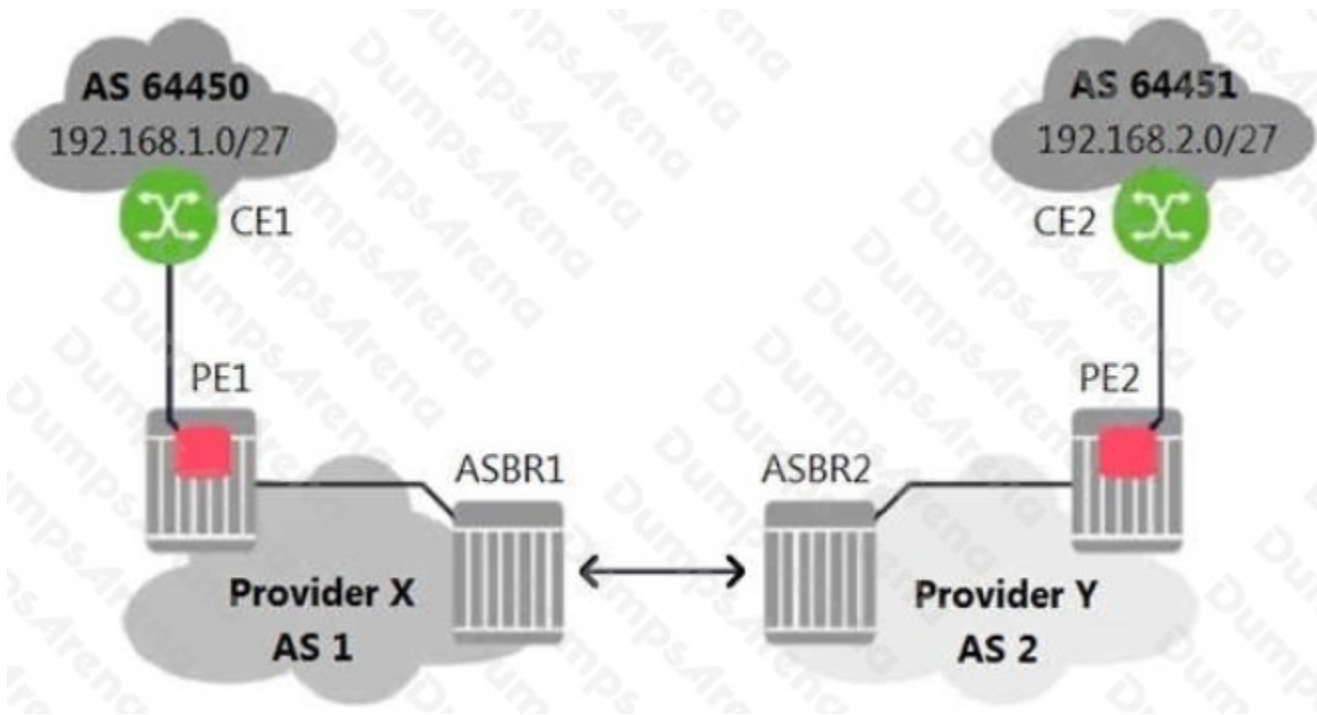 AS 64450
192.168.1.0/27
CE1
AS 64451
192.168.2.0/27
CE2
PE1
PE2
ASBR1
ASBR2
Provider X
AS 1
Provider Y
AS 2
DumpsArena